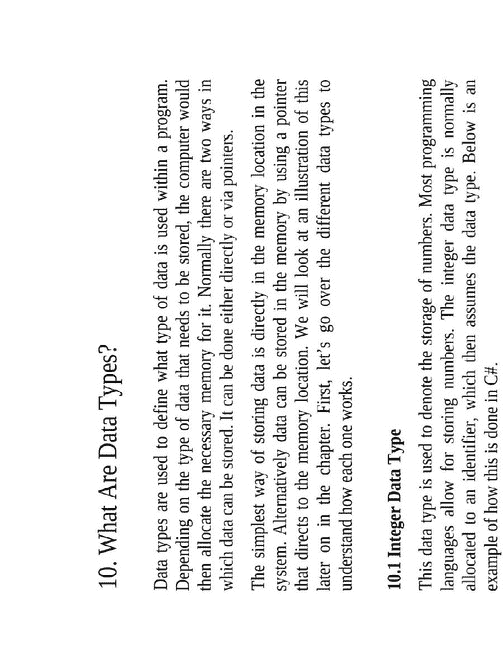 10. What Are Data Types?
Data types are used to define what type of data is used within a program.
Depending on the type of data that needs to be stored, the computer would
then allocate the necessary memory for it. Normally there are two ways in
which data can be stored. It can be done either directly or via pointers.
The simplest way of storing data is directly in the memory location in the
system. Alternatively data can be stored in the memory by using a pointer
that directs to the memory location. We will look at an illustration of this
later on in the chapter. First, let's go over the different data types to
understand how each one works.
10.1 Integer Data Type
This data type is used to denote the storage of numbers. Most programming
languages allow for storing numbers. The integer data type is normally
allocated to an identifier, which then assumes the data type. Below is an
example of how this is done in C#.